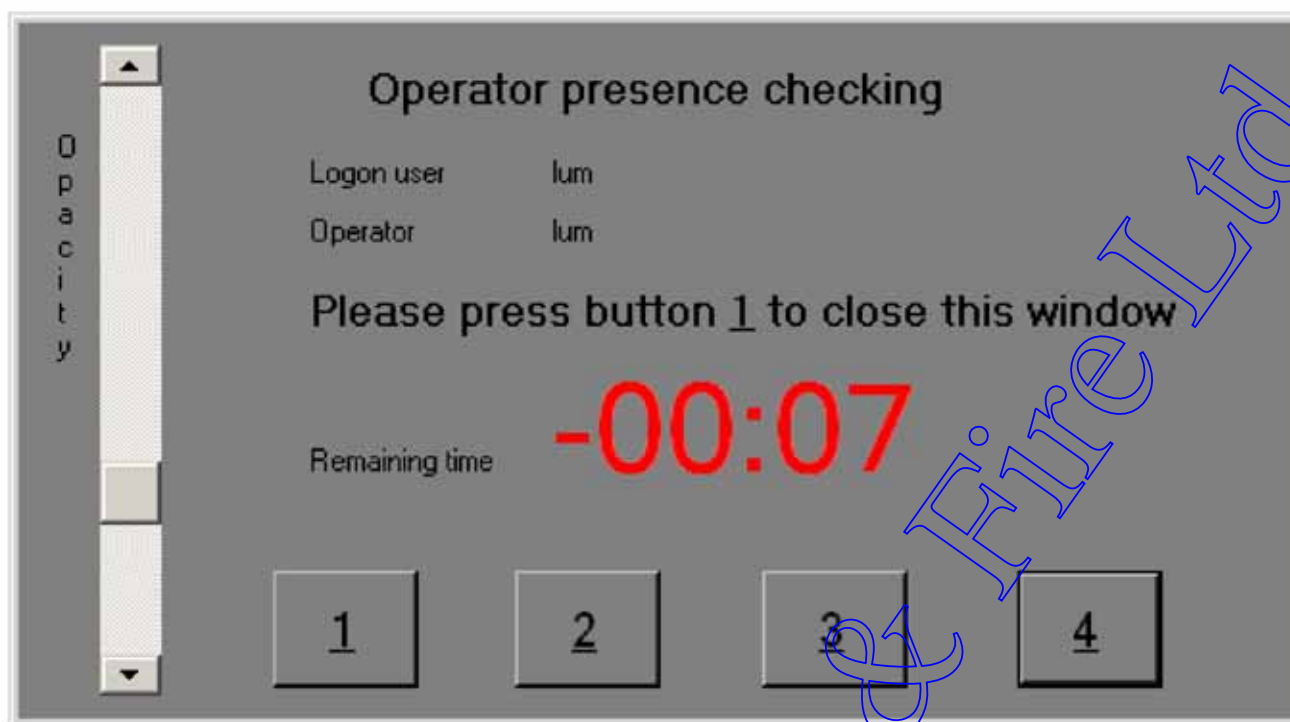 Operator presence checking
Opacity
Logon user lum
Operator lum
Please press button 1 to close this window
Remaining time -00:07
1 2 3 4
& Fire Ltd